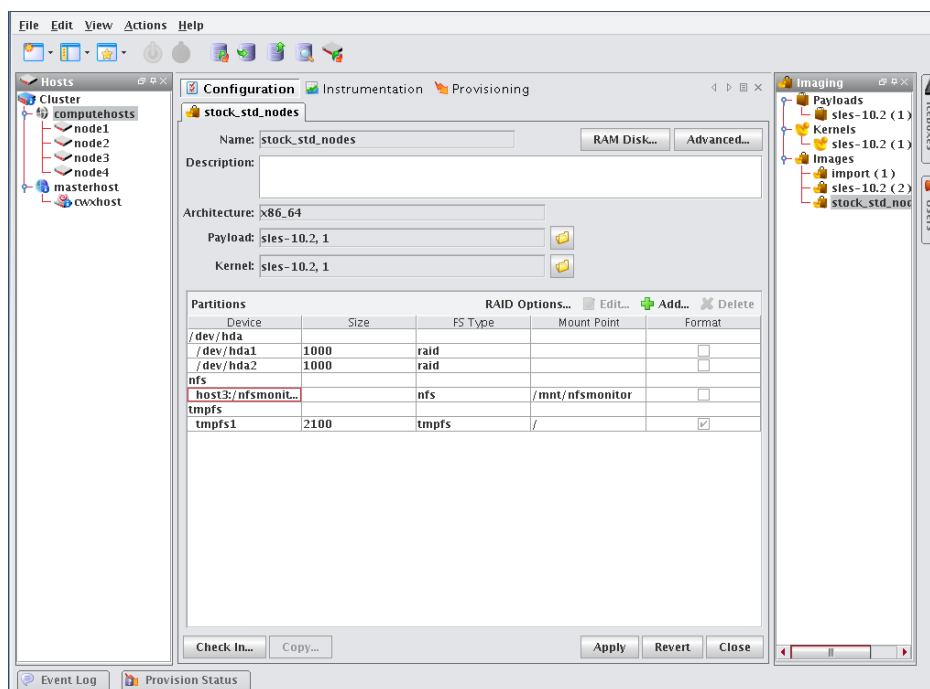 File Edit View Actions Help
Hosts
Cluster
computehosts
node1
node2
node3
node4
masterhost
cwxhost
Configuration Instrumentation Provisioning
stock_std_nodes
Name: stock_std_nodes RAM Disk... Advanced...
Description:
Architecture: x86_64
Payload: sles-10.2, 1
Kernel: sles-10.2, 1
Partitions RAID Options... Edit... Add... Delete
Device Size FS Type Mount Point Format
/dev/hda
/dev/hda1 1000 raid
/dev/hda2 1000 raid
nfs
host3:/nfsmonit... nfs /mnt/nfsmonitor
tmpfs
tmpfs1 2100 tmpfs /
Check In... Copy... Apply Revert Close
Imaging
Payloads
sles-10.2 (1)
Kernels
sles-10.2 (1)
Images
import (1)
sles-10.2 (2)
stock_std_noc
Users
Event Log Provision Status